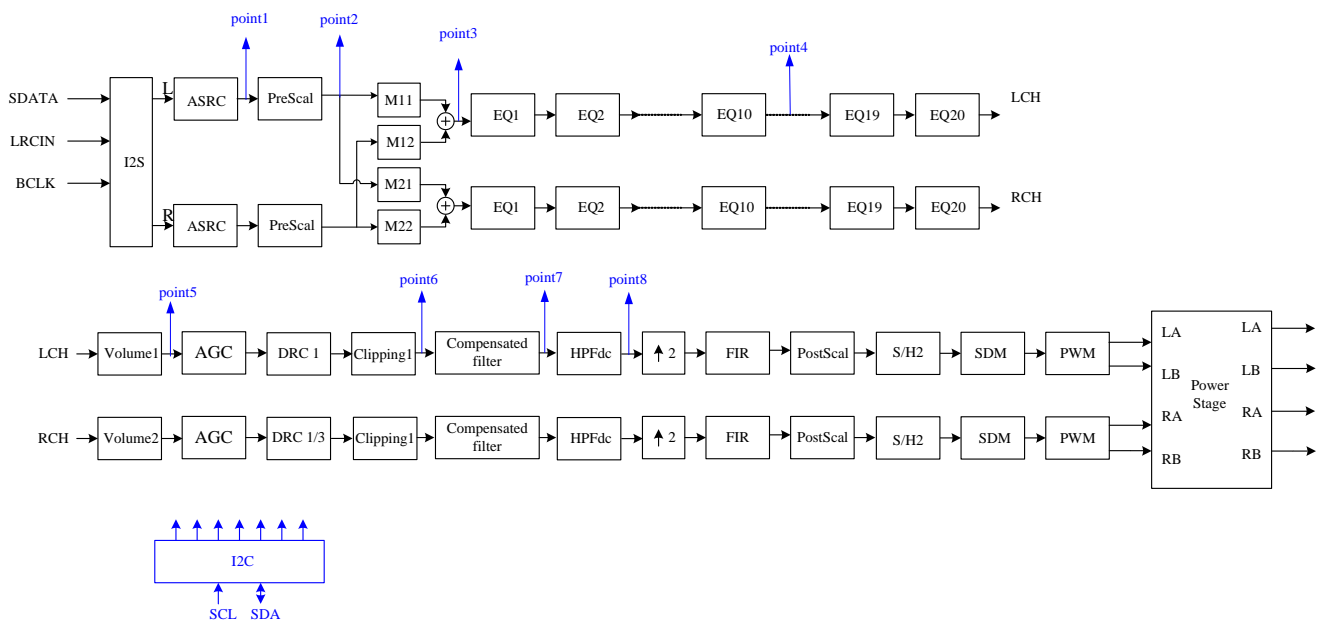 point1
point2
point3
point4
SDATA
LRCIN
BCLK
I2S
L
ASRC
PreScal
M11
M12
EQ1
EQ2
EQ10
EQ19
EQ20
LCH
R
ASRC
PreScal
M21
M22
EQ1
EQ2
EQ10
EQ19
EQ20
RCH
point5
point6
point7
point8
LCH
Volume1
AGC
DRC 1
Clipping1
Compensated
filter
HPFdc
2
FIR
PostScal
S/H2
SDM
PWM
RCH
Volume2
AGC
DRC 1/3
Clipping1
Compensated
filter
HPFdc
2
FIR
PostScal
S/H2
SDM
PWM
LA
LB
RA
RB
Power
Stage
LA
LB
RA
RB
I2C
SCL
SDA